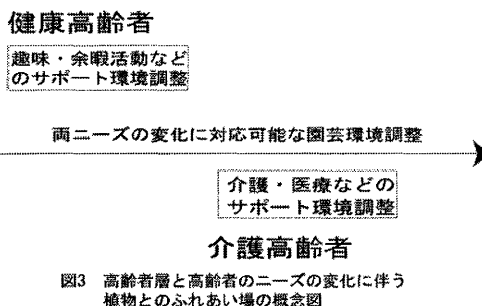 健康高齢者
趣味・余暇活動など
のサポート環境調整
両ニーズの変化に対応可能な園芸環境調整
介護・医療などの
サポート環境調整
介護高齢者
図3 高齢者層と高齢者のニーズの変化に伴う
植物とのふれあい場の概念図